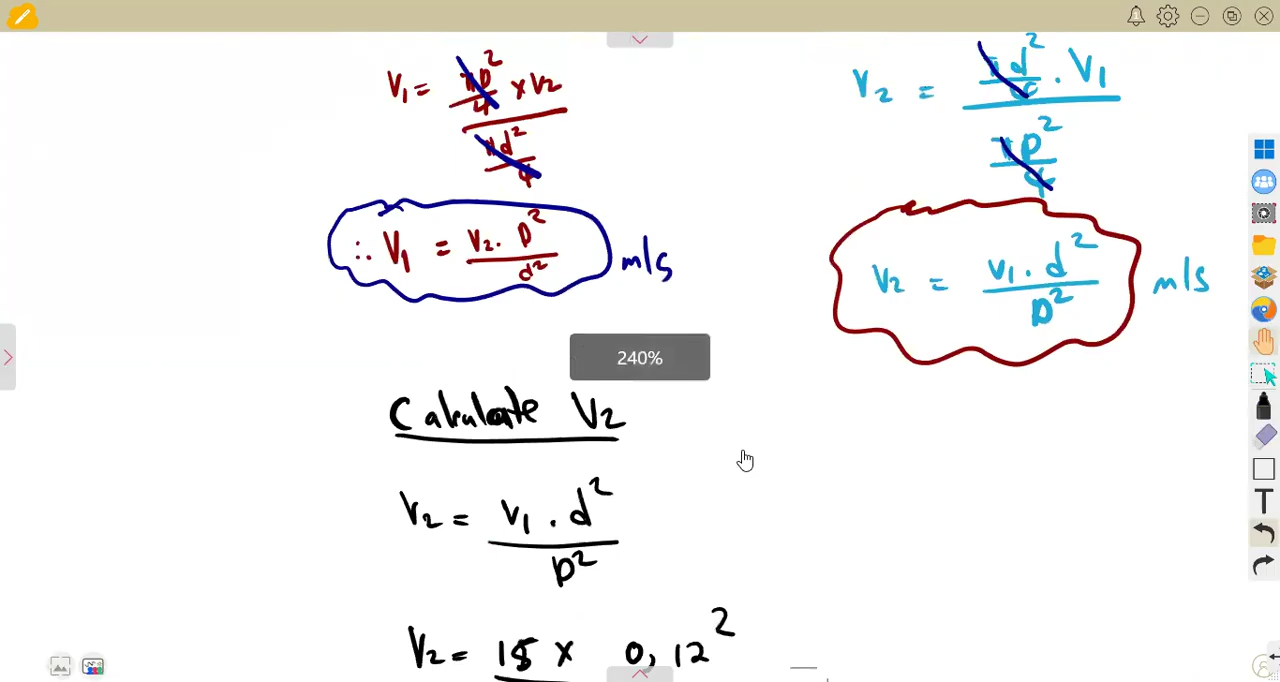 V₁ = πD²/4 × V₂
πd²/4
∴ V₁ = V₂ · D² / d² m/s
V₂ = πd²/4 · V₁
πD²/4
V₂ = V₁ · d² / D² m/s
240%
Calculate V₂
V₂ = V₁ · d²
D²
V₂ = 18 × 0,12²